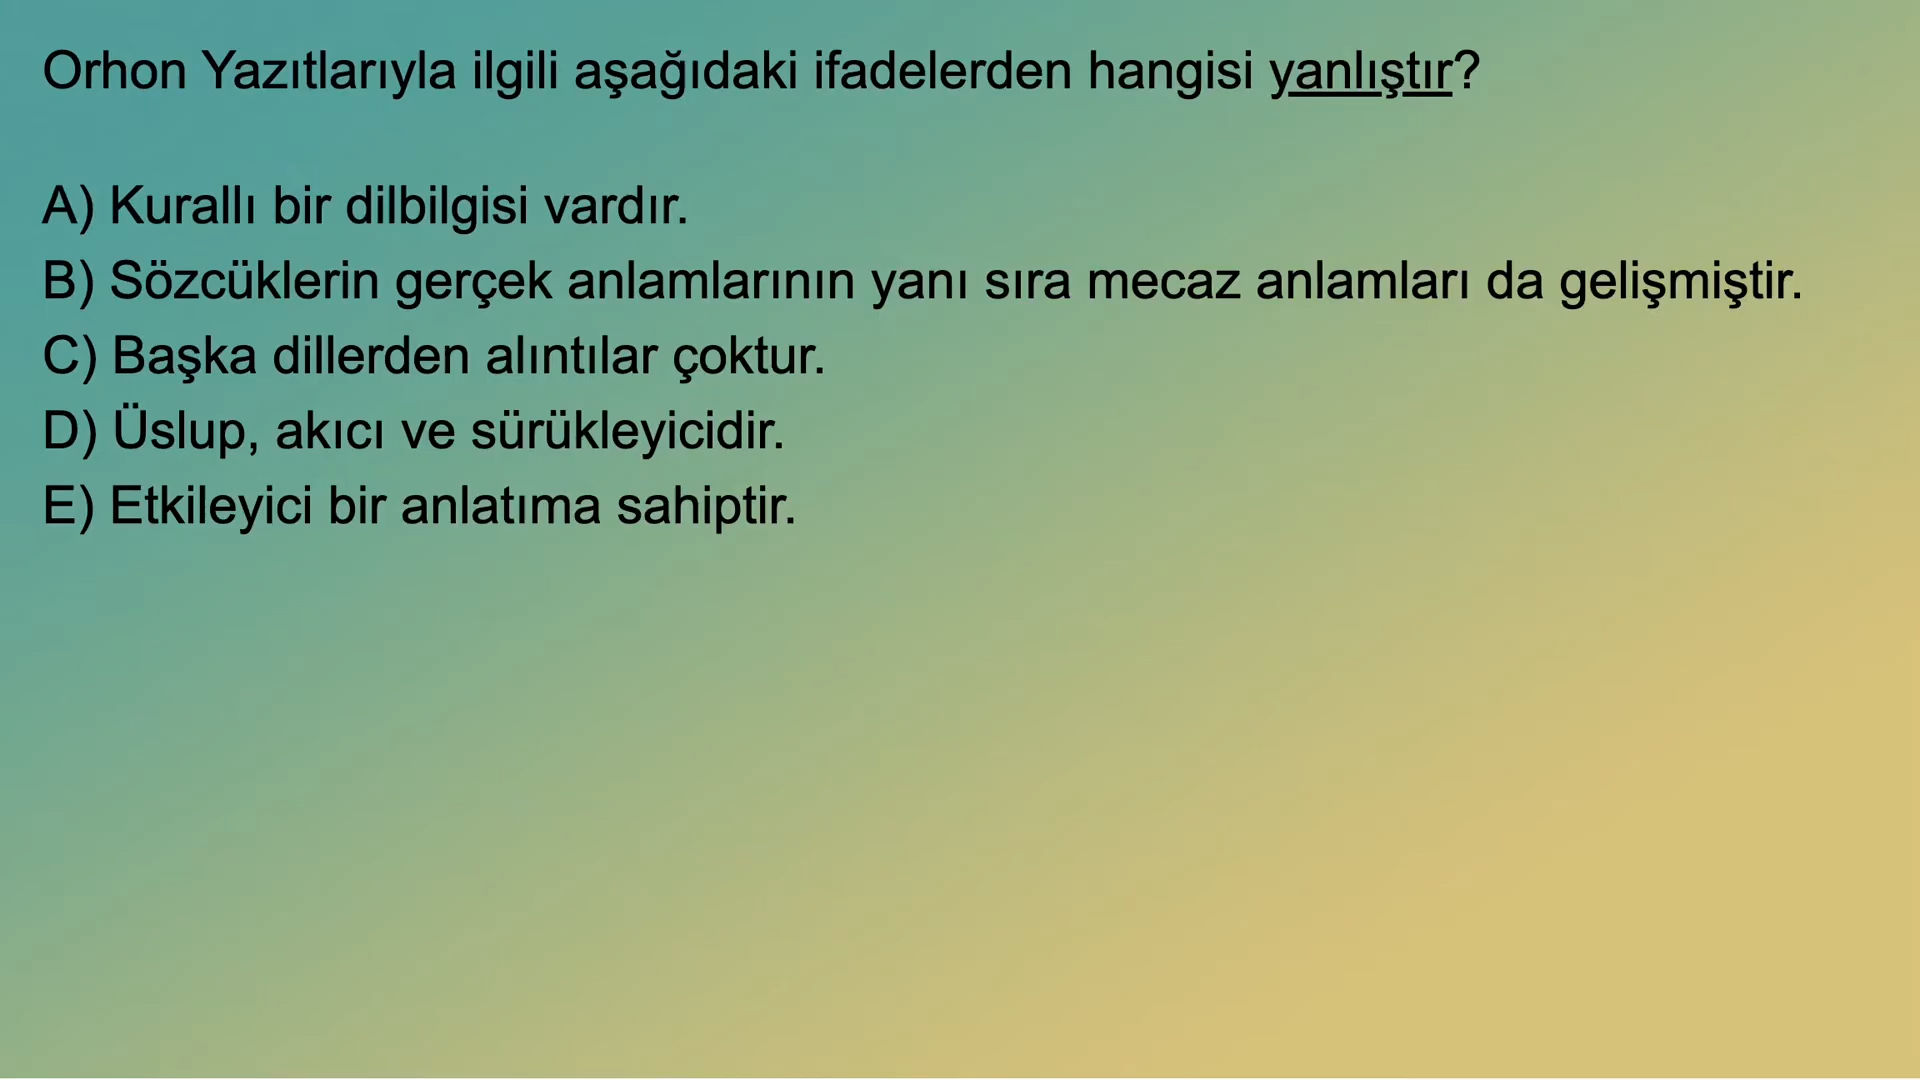 Orhon Yazıtlarıyla ilgili aşağıdaki ifadelerden hangisi yanlıştır?
A) Kurallı bir dilbilgisi vardır.
B) Sözcüklerin gerçek anlamlarının yanı sıra mecaz anlamları da gelişmiştir.
C) Başka dillerden alıntılar çoktur.
D) Üslup, akıcı ve sürükleyicidir.
E) Etkileyici bir anlatıma sahiptir.